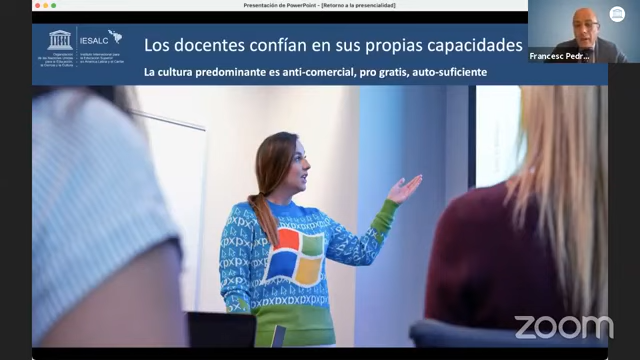 Presentación de PowerPoint - [Retorno a la presencialidad]
IESALC
Los docentes confían en sus propias capacidades
La cultura predominante es anti-comercial, pro gratis, auto-suficiente
Francesc Pedr...
zoom